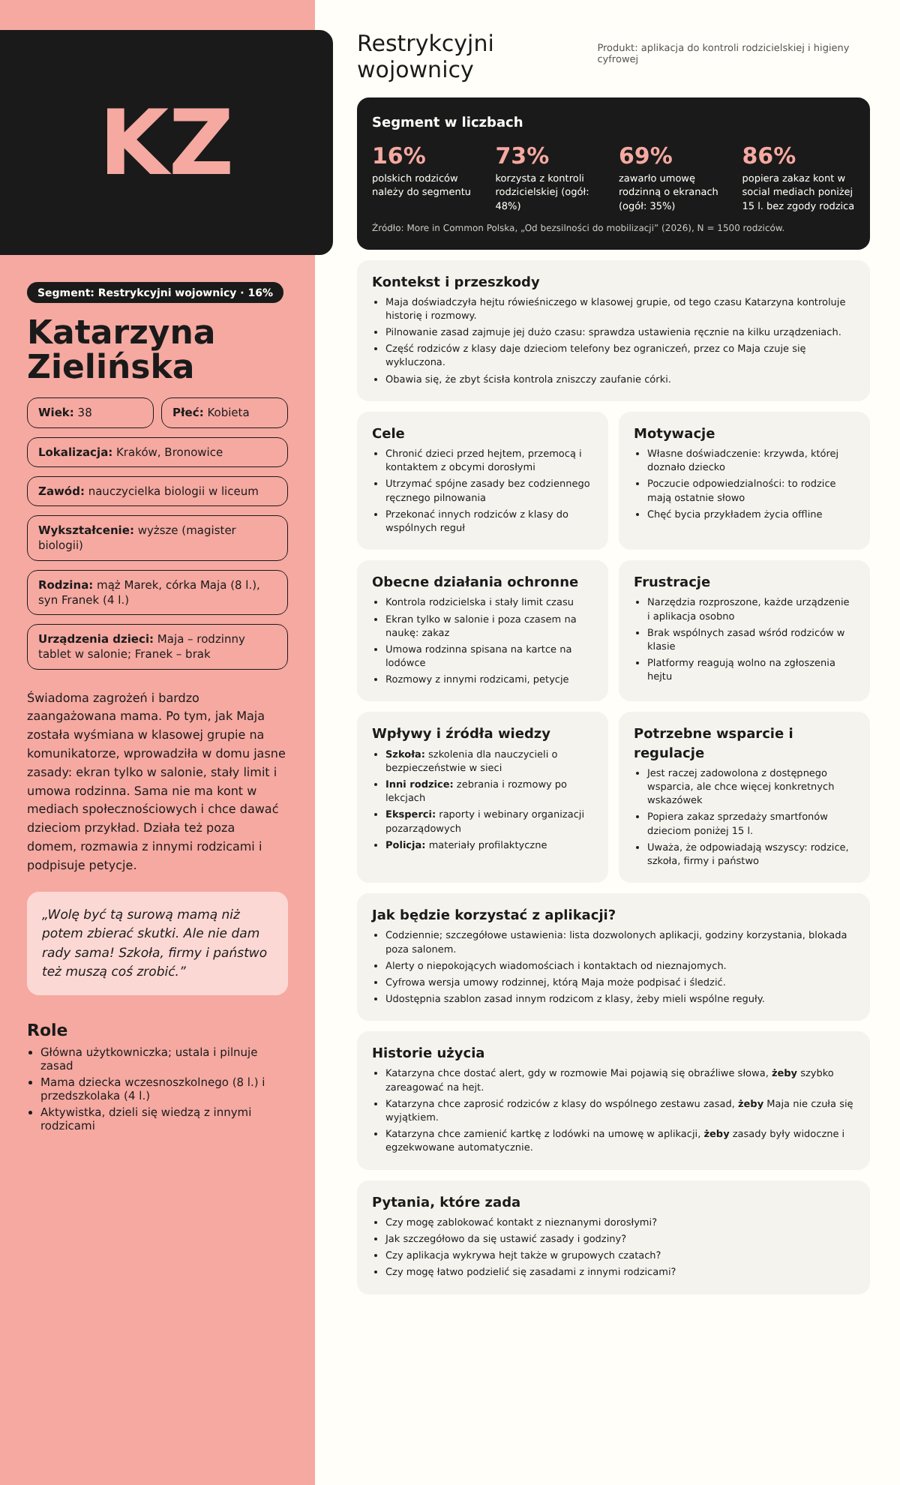 KZ
Segment: Restrykcyjni wojownicy · 16%
Katarzyna
Zielińska
Wiek: 38
Płeć: Kobieta
Lokalizacja: Kraków, Bronowice
Zawód: nauczycielka biologii w liceum
Wykształcenie: wyższe (magister
biologii)
Rodzina: mąż Marek, córka Maja (8 l.),
syn Franek (4 l.)
Urządzenia dzieci: Maja – rodzinny
tablet w salonie; Franek – brak
Świadoma zagrożeń i bardzo
zaangażowana mama. Po tym, jak Maja
została wyśmiana w klasowej grupie na
komunikatorze, wprowadziła w domu jasne
zasady: ekran tylko w salonie, stały limit i
umowa rodzinna. Sama nie ma kont w
mediach społecznościowych i chce dawać
dzieciom przykład. Działa też poza
domem, rozmawia z innymi rodzicami i
podpisuje petycje.
„Wolę być tą surową mamą niż
potem zbierać skutki. Ale nie dam
rady sama! Szkoła, firmy i państwo
też muszą coś zrobić.”
Role
• Główna użytkowniczka; ustala i pilnuje
zasad
• Mama dziecka wczesnoszkolnego (8 l.) i
przedszkolaka (4 l.)
• Aktywistka, dzieli się wiedzą z innymi
rodzicami
Restrykcyjni
wojownicy
Produkt: aplikacja do kontroli rodzicielskiej i higieny
cyfrowej
Segment w liczbach
16%
polskich rodziców
należy do segmentu
73%
korzysta z kontroli
rodzicielskiej (ogół:
48%)
69%
zawarło umowę
rodzinną o ekranach
(ogół: 35%)
86%
popiera zakaz kont w
social mediach poniżej
15 l. bez zgody rodzica
Źródło: More in Common Polska, „Od bezsilności do mobilizacji” (2026), N = 1500 rodziców.
Kontekst i przeszkody
• Maja doświadczyła hejtu rówieśniczego w klasowej grupie, od tego czasu Katarzyna kontroluje
historię i rozmowy.
• Pilnowanie zasad zajmuje jej dużo czasu: sprawdza ustawienia ręcznie na kilku urządzeniach.
• Część rodziców z klasy daje dzieciom telefony bez ograniczeń, przez co Maja czuje się
wykluczona.
• Obawia się, że zbyt ścisła kontrola zniszczy zaufanie córki.
Cele
• Chronić dzieci przed hejtem, przemocą i
kontaktem z obcymi dorosłymi
• Utrzymać spójne zasady bez codziennego
ręcznego pilnowania
• Przekonać innych rodziców z klasy do
wspólnych reguł
Motywacje
• Własne doświadczenie: krzywda, której
doznało dziecko
• Poczucie odpowiedzialności: to rodzice
mają ostatnie słowo
• Chęć bycia przykładem życia offline
Obecne działania ochronne
• Kontrola rodzicielska i stały limit czasu
• Ekran tylko w salonie i poza czasem na
naukę: zakaz
• Umowa rodzinna spisana na kartce na
lodówce
• Rozmowy z innymi rodzicami, petycje
Frustracje
• Narzędzia rozproszone, każde urządzenie
i aplikacja osobno
• Brak wspólnych zasad wśród rodziców w
klasie
• Platformy reagują wolno na zgłoszenia
hejtu
Wpływy i źródła wiedzy
• Szkoła: szkolenia dla nauczycieli o
bezpieczeństwie w sieci
• Inni rodzice: zebrania i rozmowy po
lekcjach
• Eksperci: raporty i webinary organizacji
pozarządowych
• Policja: materiały profilaktyczne
Potrzebne wsparcie i
regulacje
• Jest raczej zadowolona z dostępnego
wsparcia, ale chce więcej konkretnych
wskazówek
• Popiera zakaz sprzedaży smartfonów
dzieciom poniżej 15 l.
• Uważa, że odpowiadają wszyscy: rodzice,
szkoła, firmy i państwo
Jak będzie korzystać z aplikacji?
• Codziennie; szczegółowe ustawienia: lista dozwolonych aplikacji, godziny korzystania, blokada
poza salonem.
• Alerty o niepokojących wiadomościach i kontaktach od nieznajomych.
• Cyfrowa wersja umowy rodzinnej, którą Maja może podpisać i śledzić.
• Udostępnia szablon zasad innym rodzicom z klasy, żeby mieli wspólne reguły.
Historie użycia
• Katarzyna chce dostać alert, gdy w rozmowie Mai pojawią się obraźliwe słowa, żeby szybko
zareagować na hejt.
• Katarzyna chce zaprosić rodziców z klasy do wspólnego zestawu zasad, żeby Maja nie czuła się
wyjątkiem.
• Katarzyna chce zamienić kartkę z lodówki na umowę w aplikacji, żeby zasady były widoczne i
egzekwowane automatycznie.
Pytania, które zada
• Czy mogę zablokować kontakt z nieznanymi dorosłymi?
• Jak szczegółowo da się ustawić zasady i godziny?
• Czy aplikacja wykrywa hejt także w grupowych czatach?
• Czy mogę łatwo podzielić się zasadami z innymi rodzicami?